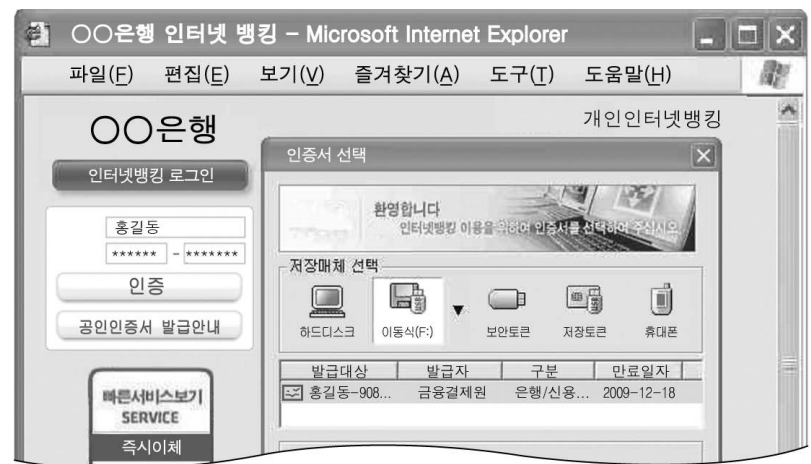 ○○은행 인터넷 뱅킹 - Microsoft Internet Explorer
파일(F) 편집(E) 보기(V) 즐겨찾기(A) 도구(T) 도움말(H)
○○은행
개인인터넷뱅킹
인터넷뱅킹 로그인
홍길동
****** - *******
인증
공인인증서 발급안내
빠른서비스보기
SERVICE
즉시이체
인증서 선택
환영합니다
인터넷뱅킹 이용을 위하여 인증서를 선택하여 주십시오.
저장매체 선택
하드디스크 이동식(F:) 보안토큰 저장토큰 휴대폰
발급대상 발급자 구분 만료일자
홍길동-908... 금융결제원 은행/신용... 2009-12-18